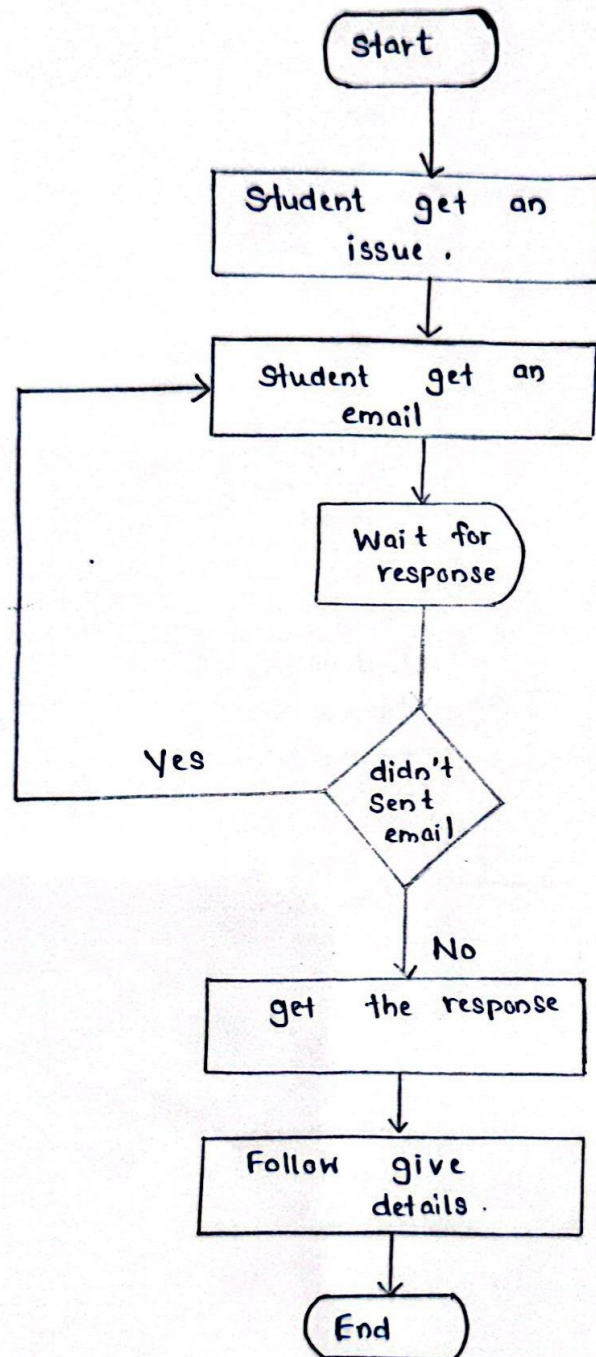 Start
Student get an
issue.
Student get an
email
Wait for
response
Yes
didn't
Sent
email
No
get the response
Follow give
details.
End